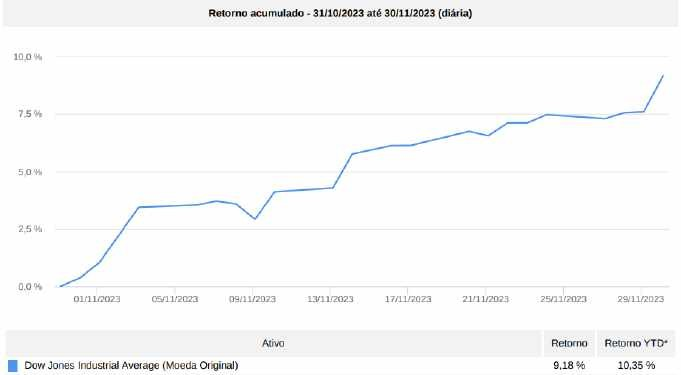 Retorno acumulado - 31/10/2023 até 30/11/2023 (diária)
10,0 %
7,5 %
5,0 %
2,5 %
0,0 %
01/11/2023 05/11/2023 09/11/2023 13/11/2023 17/11/2023 21/11/2023 25/11/2023 29/11/2023
Ativo Retorno Retorno YTD*
Dow Jones Industrial Average (Moeda Original) 9,18 % 10,35 %